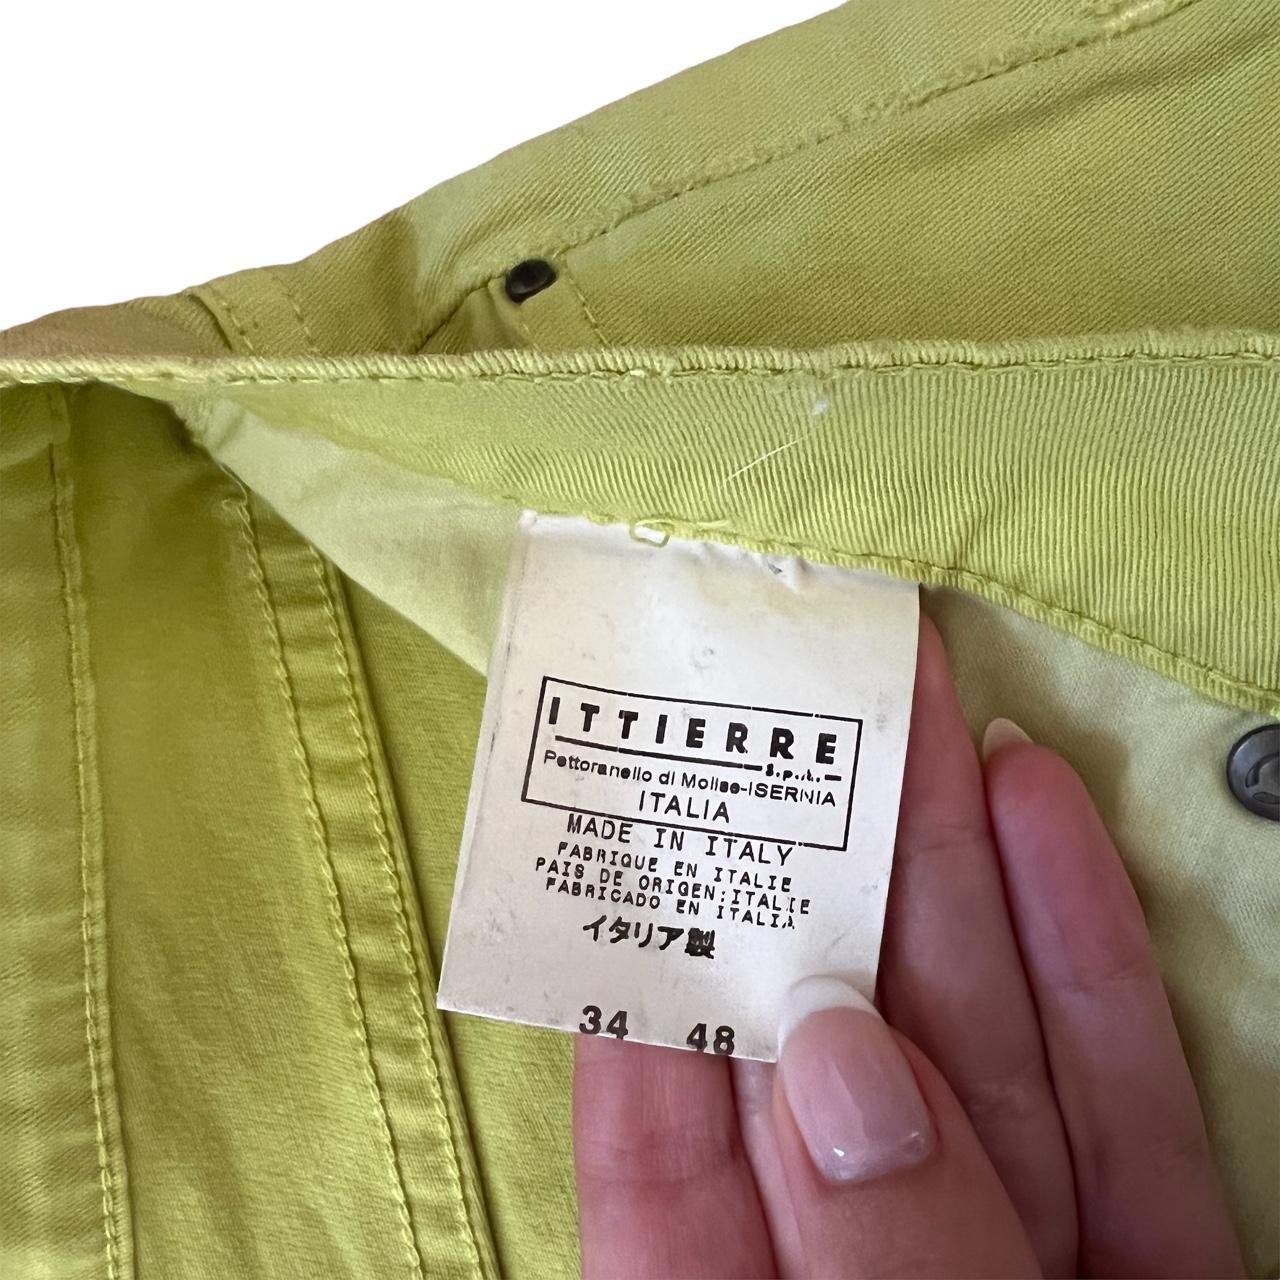 ITTIERRE
S.p.A.
Pettoranello di Molise-ISERNIA
ITALIA
MADE IN ITALY
FABRIQUE EN ITALIE
PAIS DE ORIGEN:ITALIE
FABRICADO EN ITALIA
イタリア製
34 48